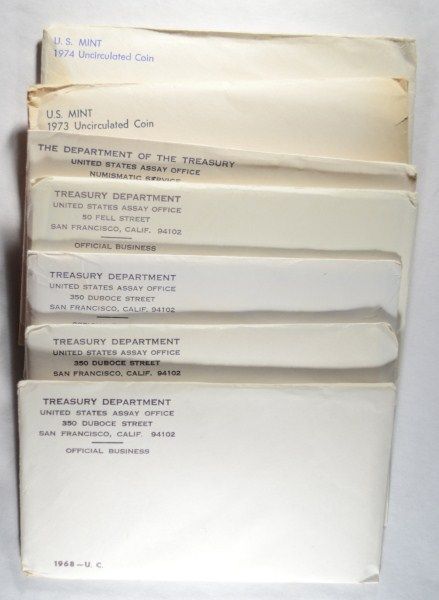 U.S. MINT
1974 Uncirculated Coin
U.S. MINT
1973 Uncirculated Coin
THE DEPARTMENT OF THE TREASURY
UNITED STATES ASSAY OFFICE
NUMISMATIC SERVICE
TREASURY DEPARTMENT
UNITED STATES ASSAY OFFICE
50 FELL STREET
SAN FRANCISCO, CALIF. 94102
OFFICIAL BUSINESS
TREASURY DEPARTMENT
UNITED STATES ASSAY OFFICE
350 DUBOCE STREET
SAN FRANCISCO, CALIF. 94102
TREASURY DEPARTMENT
UNITED STATES ASSAY OFFICE
350 DUBOCE STREET
SAN FRANCISCO, CALIF. 94102
TREASURY DEPARTMENT
UNITED STATES ASSAY OFFICE
350 DUBOCE STREET
SAN FRANCISCO, CALIF. 94102
OFFICIAL BUSINESS
1968—U. C.